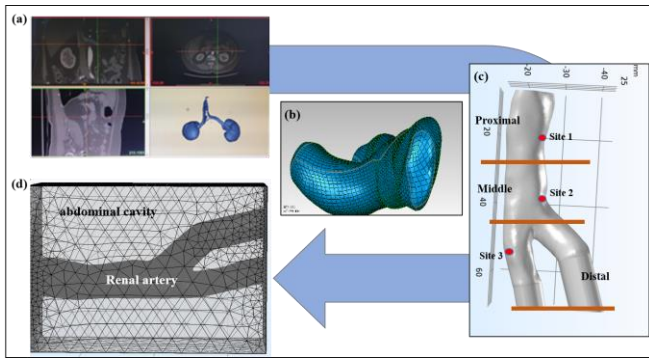 (a)
(b)
(c)
mm
-20
-30
-40
25
Proximal
20
Site 1
Middle
Site 2
40
Site 3
60
Distal
(d)
abdominal cavity
Renal artery